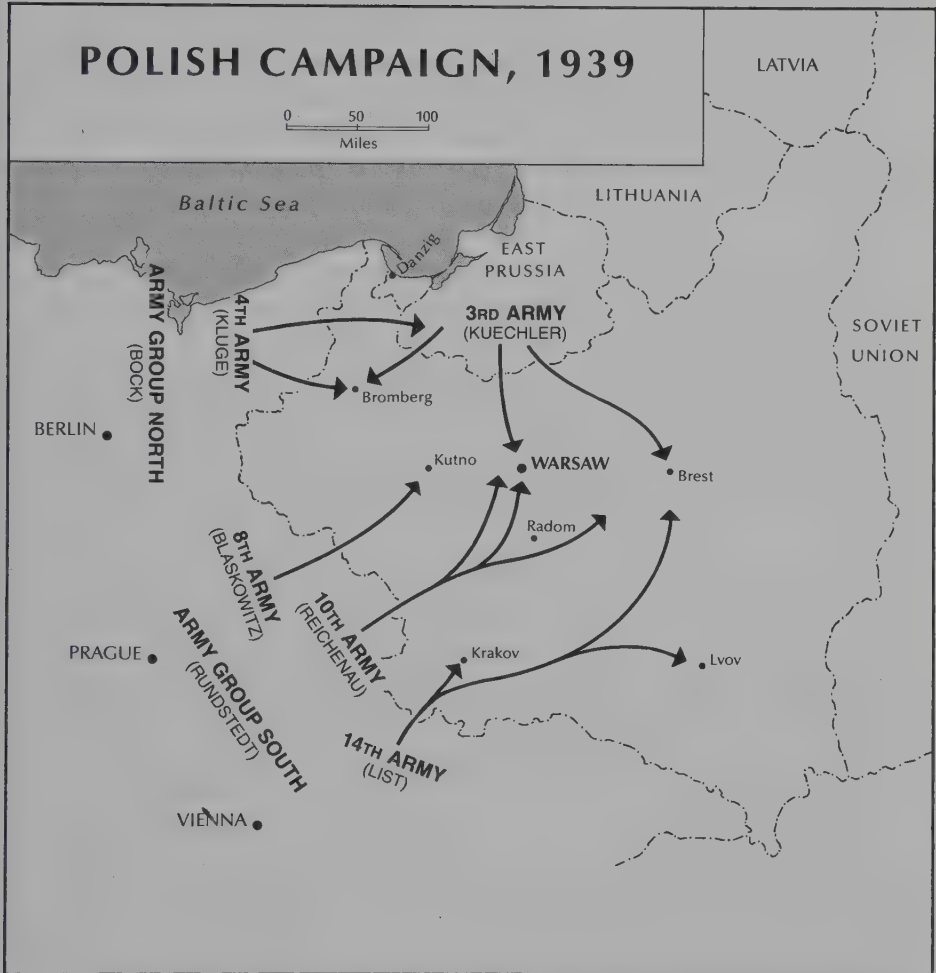 POLISH CAMPAIGN, 1939
0 50 100
Miles
LATVIA
Baltic Sea
LITHUANIA
Danzig
EAST
PRUSSIA
SOVIET
UNION
ARMY GROUP NORTH
(BOCK)
4TH ARMY
(KLUGE)
3RD ARMY
(KUECHLER)
Bromberg
BERLIN
Kutno
WARSAW
Brest
Radom
8TH ARMY
(BLASKOWITZ)
10TH ARMY
(REICHENAU)
PRAGUE
ARMY GROUP SOUTH
(RUNDSTEDT)
Krakov
Lvov
14TH ARMY
(LIST)
VIENNA